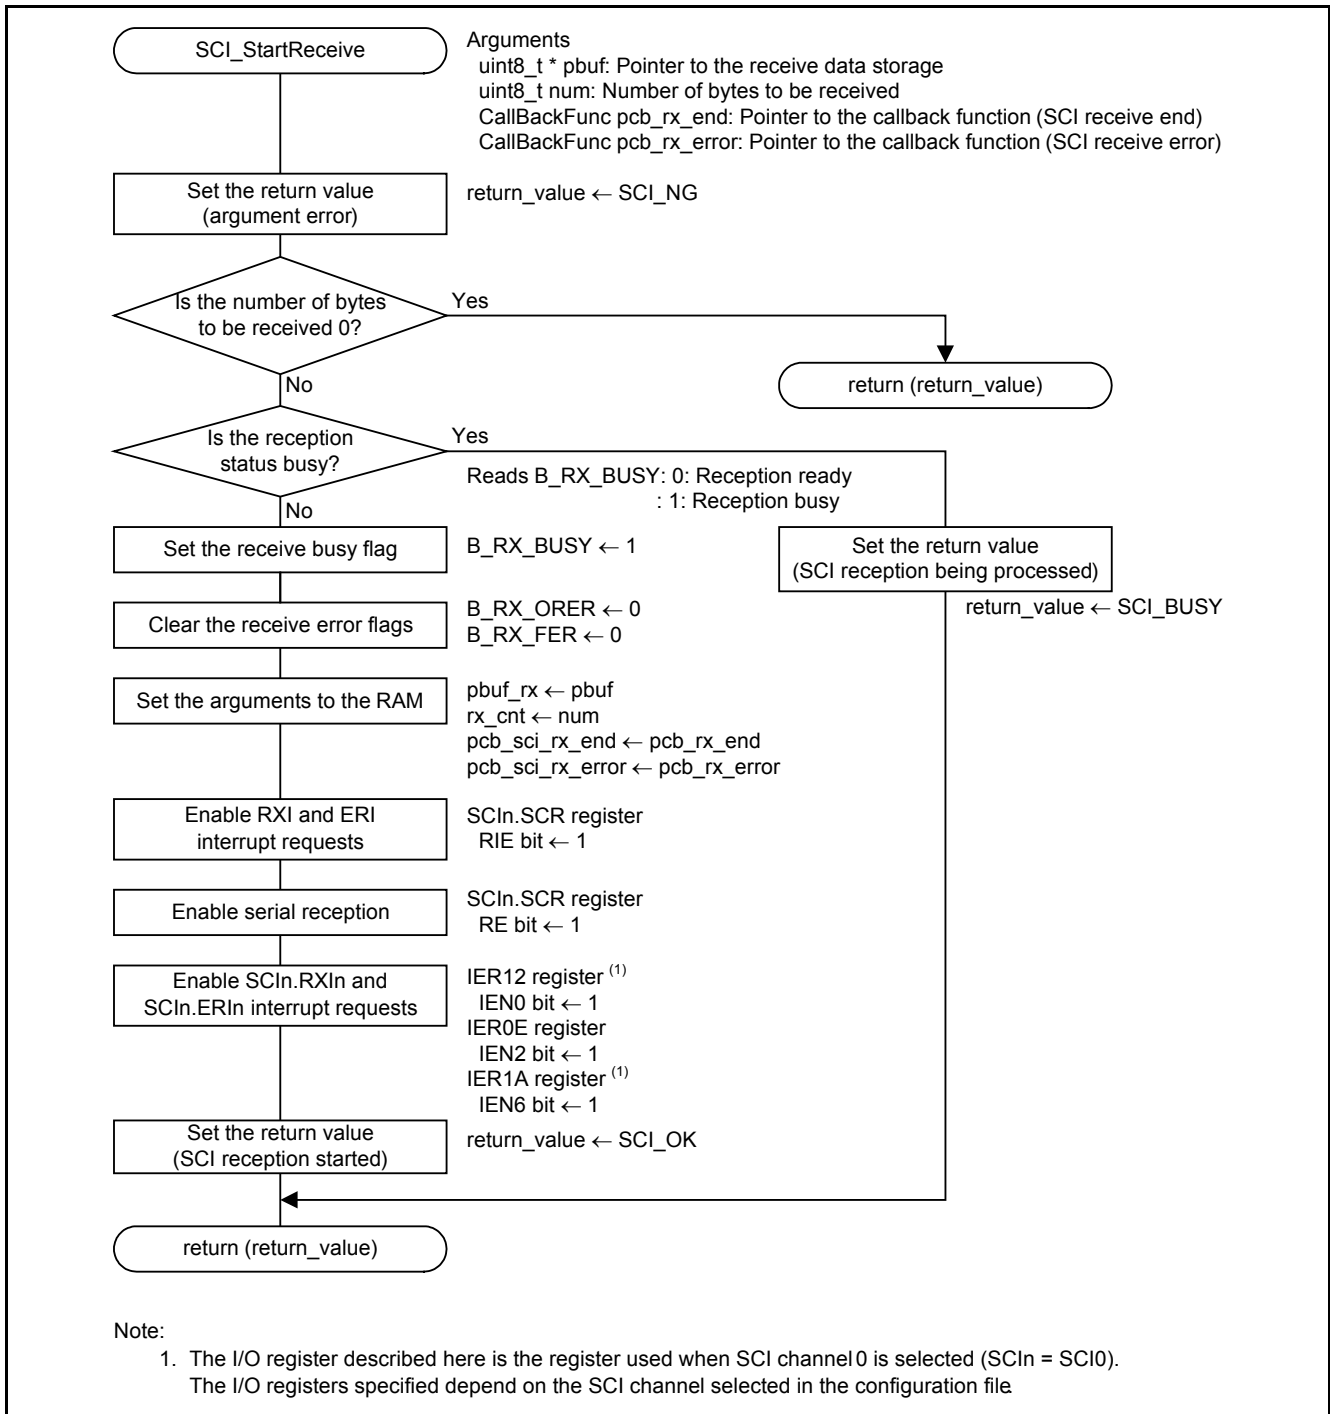 SCI_StartReceive
Arguments
uint8_t * pbuf: Pointer to the receive data storage
uint8_t num: Number of bytes to be received
CallBackFunc pcb_rx_end: Pointer to the callback function (SCI receive end)
CallBackFunc pcb_rx_error: Pointer to the callback function (SCI receive error)
Set the return value
(argument error)
return_value ← SCI_NG
Is the number of bytes
to be received 0?
Yes
No
return (return_value)
Is the reception
status busy?
Yes
Reads B_RX_BUSY: 0: Reception ready
: 1: Reception busy
No
Set the receive busy flag
B_RX_BUSY ← 1
Set the return value
(SCI reception being processed)
return_value ← SCI_BUSY
Clear the receive error flags
B_RX_ORER ← 0
B_RX_FER ← 0
Set the arguments to the RAM
pbuf_rx ← pbuf
rx_cnt ← num
pcb_sci_rx_end ← pcb_rx_end
pcb_sci_rx_error ← pcb_rx_error
Enable RXI and ERI
interrupt requests
SCIn.SCR register
RIE bit ← 1
Enable serial reception
SCIn.SCR register
RE bit ← 1
Enable SCIn.RXIn and
SCIn.ERIn interrupt requests
IER12 register (1)
IEN0 bit ← 1
IER0E register
IEN2 bit ← 1
IER1A register (1)
IEN6 bit ← 1
Set the return value
(SCI reception started)
return_value ← SCI_OK
return (return_value)
Note:
1. The I/O register described here is the register used when SCI channel 0 is selected (SCIn = SCI0).
The I/O registers specified depend on the SCI channel selected in the configuration file.